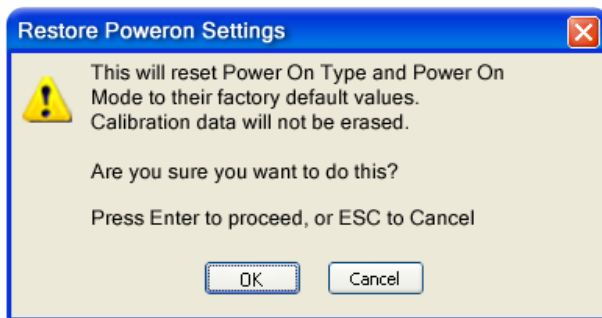 Restore Poweron Settings
This will reset Power On Type and Power On
Mode to their factory default values.
Calibration data will not be erased.
Are you sure you want to do this?
Press Enter to proceed, or ESC to Cancel
OK
Cancel